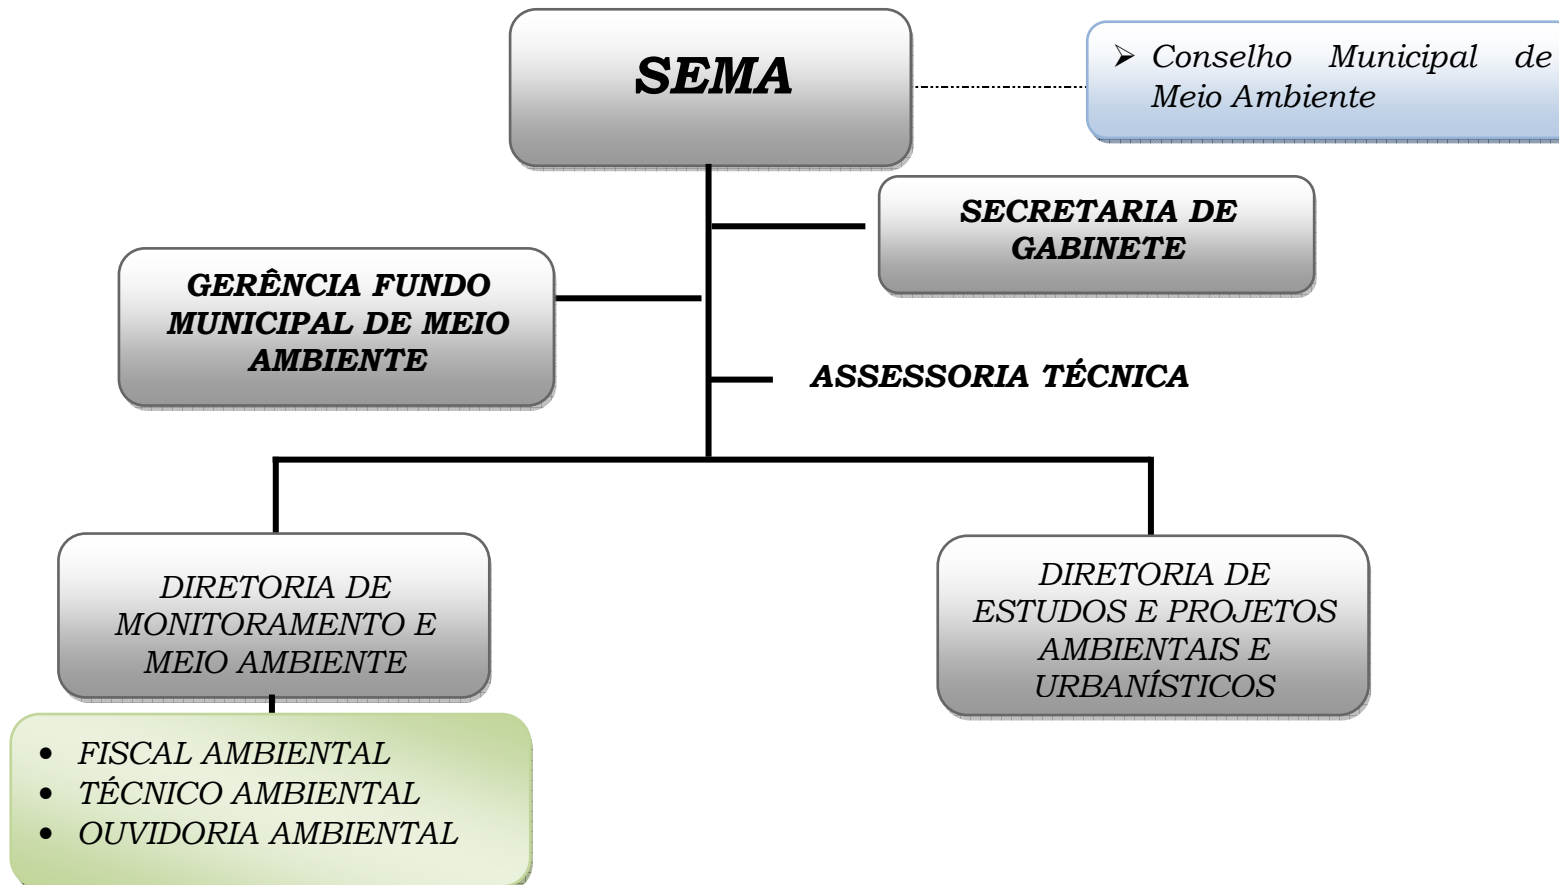 SEMA
➢ Conselho Municipal de
Meio Ambiente
SECRETARIA DE
GABINETE
GERÊNCIA FUNDO
MUNICIPAL DE MEIO
AMBIENTE
ASSESSORIA TÉCNICA
DIRETORIA DE
MONITORAMENTO E
MEIO AMBIENTE
DIRETORIA DE
ESTUDOS E PROJETOS
AMBIENTAIS E
URBANÍSTICOS
• FISCAL AMBIENTAL
• TÉCNICO AMBIENTAL
• OUVIDORIA AMBIENTAL